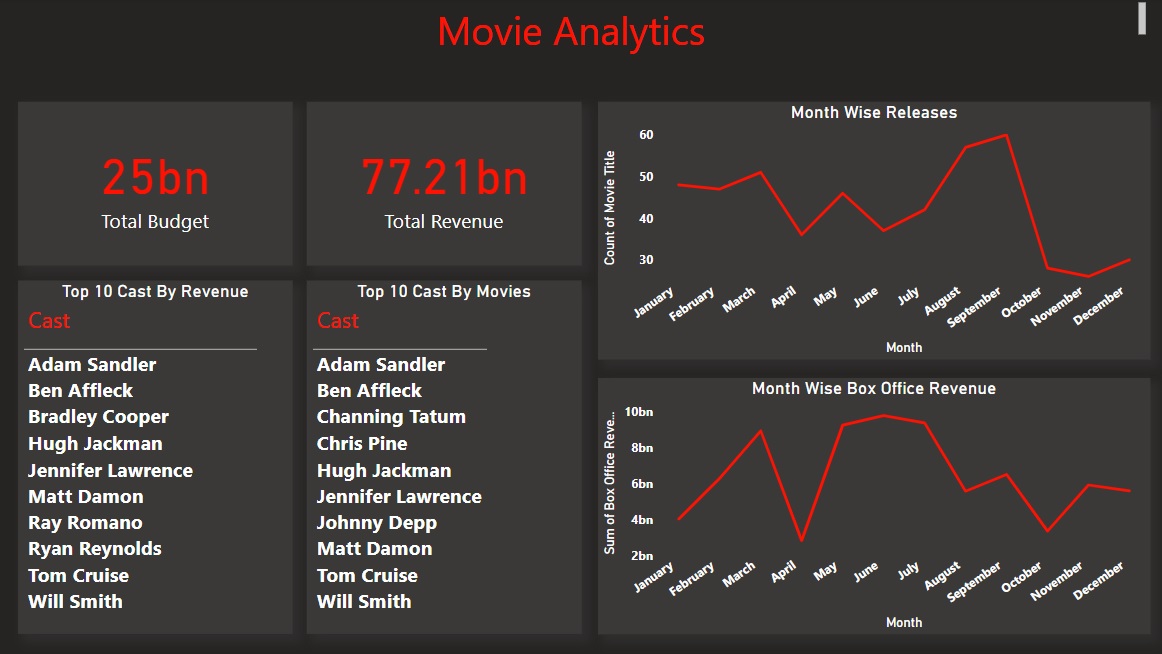 Movie Analytics
25bn
Total Budget
77.21bn
Total Revenue
Top 10 Cast By Revenue
Cast
Adam Sandler
Ben Affleck
Bradley Cooper
Hugh Jackman
Jennifer Lawrence
Matt Damon
Ray Romano
Ryan Reynolds
Tom Cruise
Will Smith
Top 10 Cast By Movies
Cast
Adam Sandler
Ben Affleck
Channing Tatum
Chris Pine
Hugh Jackman
Jennifer Lawrence
Johnny Depp
Matt Damon
Tom Cruise
Will Smith
Month Wise Releases
Count of Movie Title
60
50
40
30
January
February
March
April
May
June
July
August
September
October
November
December
Month
Month Wise Box Office Revenue
Sum of Box Office Reve...
10bn
8bn
6bn
4bn
2bn
January
February
March
April
May
June
July
August
September
October
November
December
Month